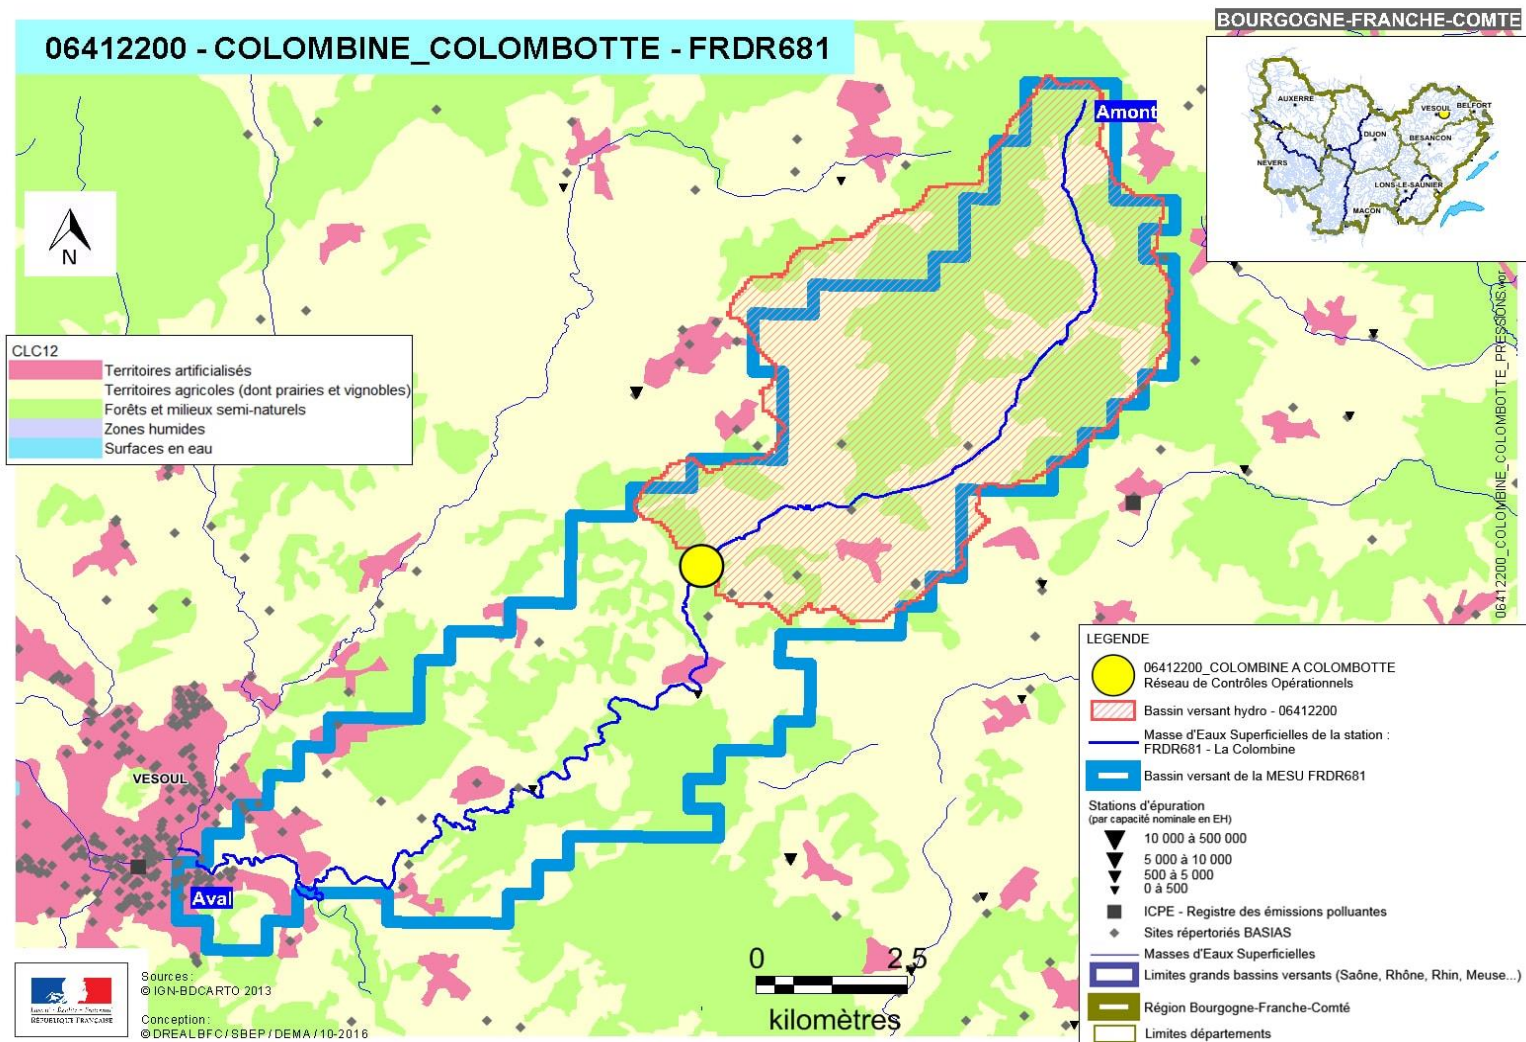 BOURGOGNE-FRANCHE-COMTE
06412200 - COLOMBINE_COLOMBOTTE - FRDR681
AUXERRE
VESOUL
BELFORT
DIJON
BESANCON
NEVERS
LONS-LE-SAUNIER
MACON
Amont
N
06412200_COLOMBINE_COLOMBOTTE_PRESSIONS.wor
CLC12
Territoires artificialisés
Territoires agricoles (dont prairies et vignobles)
Forêts et milieux semi-naturels
Zones humides
Surfaces en eau
VESOUL
Aval
LEGENDE
06412200_COLOMBINE A COLOMBOTTE
Réseau de Contrôles Opérationnels
Bassin versant hydro - 06412200
Masse d'Eaux Superficielles de la station :
FRDR681 - La Colombine
Bassin versant de la MESU FRDR681
Stations d'épuration
(par capacité nominale en EH)
10 000 à 500 000
5 000 à 10 000
500 à 5 000
0 à 500
ICPE - Registre des émissions polluantes
Sites répertoriés BASIAS
Masses d'Eaux Superficielles
Limites grands bassins versants (Saône, Rhône, Rhin, Meuse...)
Région Bourgogne-Franche-Comté
Limites départements
0 2,5
kilomètres
Liberté • Égalité • Fraternité
RÉPUBLIQUE FRANÇAISE
Sources :
© IGN-BDCARTO 2013
Conception :
© DREAL BFC / SBEP / DEMA / 10-2016